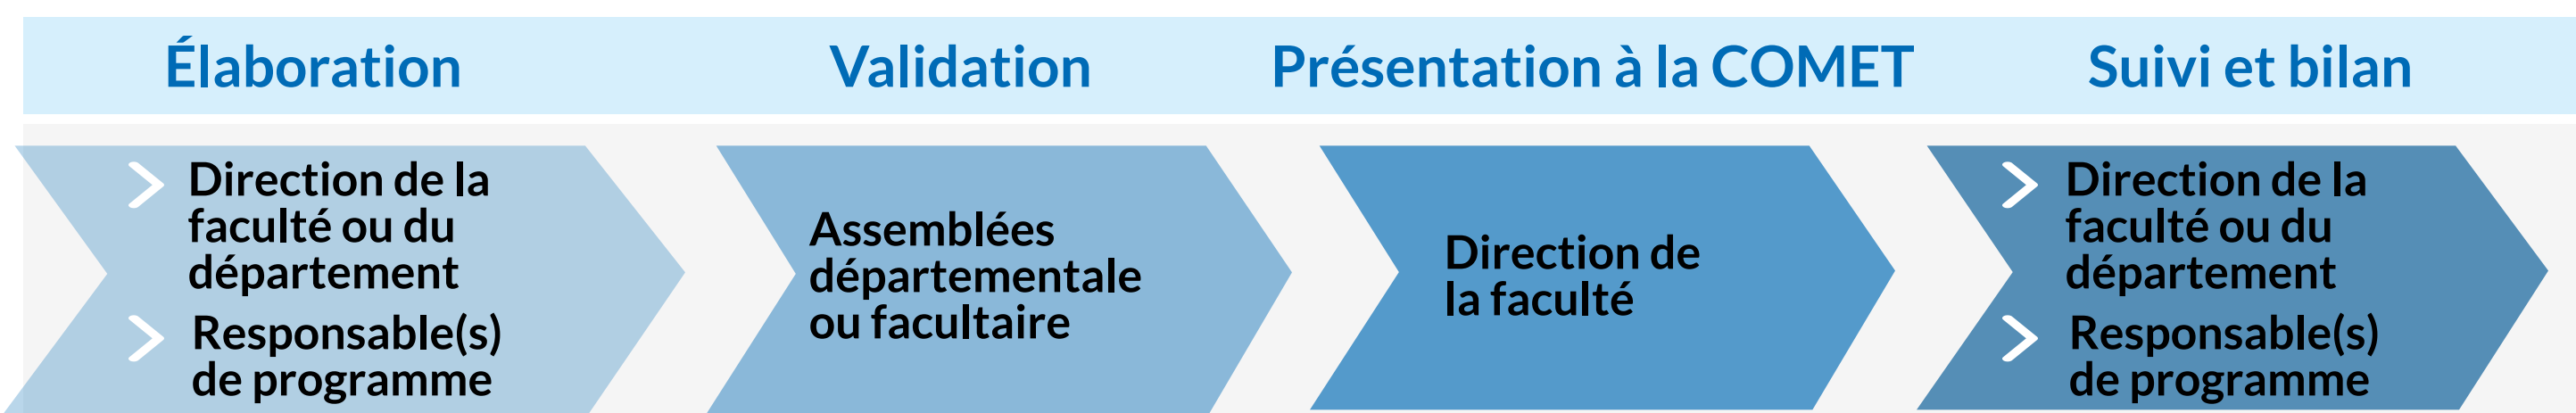 Élaboration
Validation
Présentation à la COMET
Suivi et bilan
Direction de la
faculté ou du
département
Responsable(s)
de programme
Assemblées
départementale
ou facultaire
Direction de
la faculté
Direction de la
faculté ou du
département
Responsable(s)
de programme